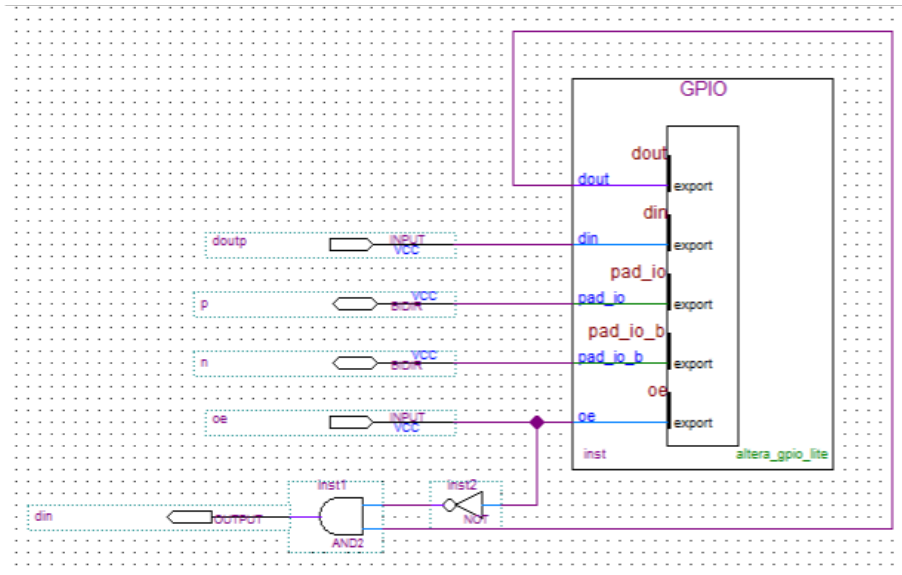 GPIO
dout
dout
export
din
doutp
INPUT
VCC
din
export
pad_io
p
VCC
BIDIR
pad_io
export
pad_io_b
n
VCC
BIDIR
pad_io_b
export
oe
oe
INPUT
VCC
oe
export
inst
altera_gpio_lite
inst1
inst2
din
OUTPUT
NOT
AND2